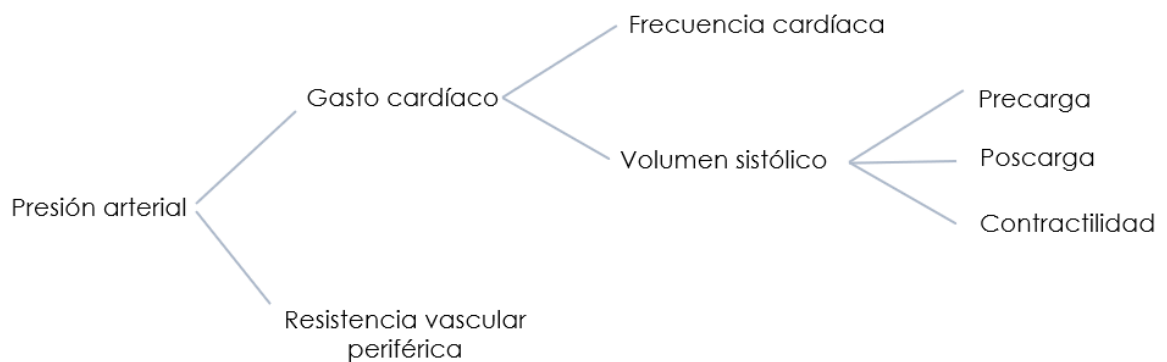 Frecuencia cardíaca
Gasto cardíaco
Precarga
Volumen sistólico
Poscarga
Presión arterial
Contractilidad
Resistencia vascular
periférica